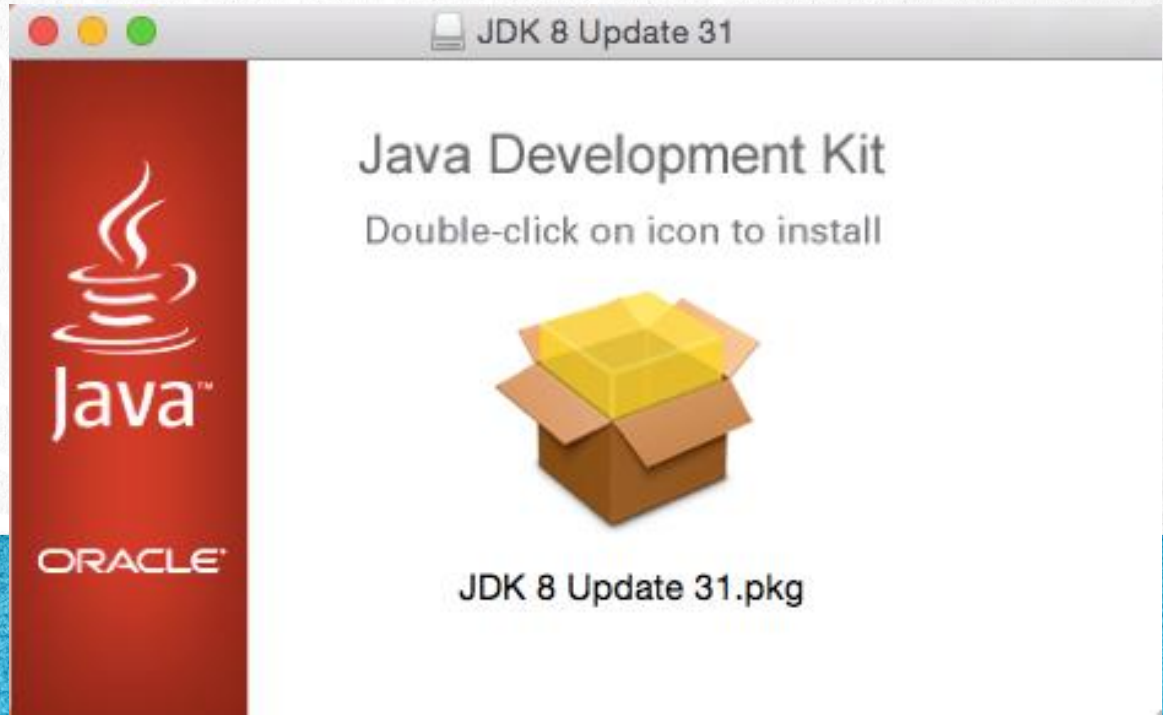 JDK 8 Update 31
Java Development Kit
Double-click on icon to install
Java™
ORACLE®
JDK 8 Update 31.pkg